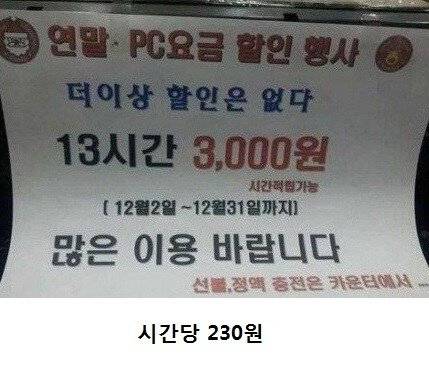 연말 PC요금 할인 행사
더이상 할인은 없다
13시간 3,000원
시간적립가능
( 12월2일 ~12월31일까지)
많은 이용 바랍니다
선불,정액 충전은 카운터에서 ...
시간당 230원